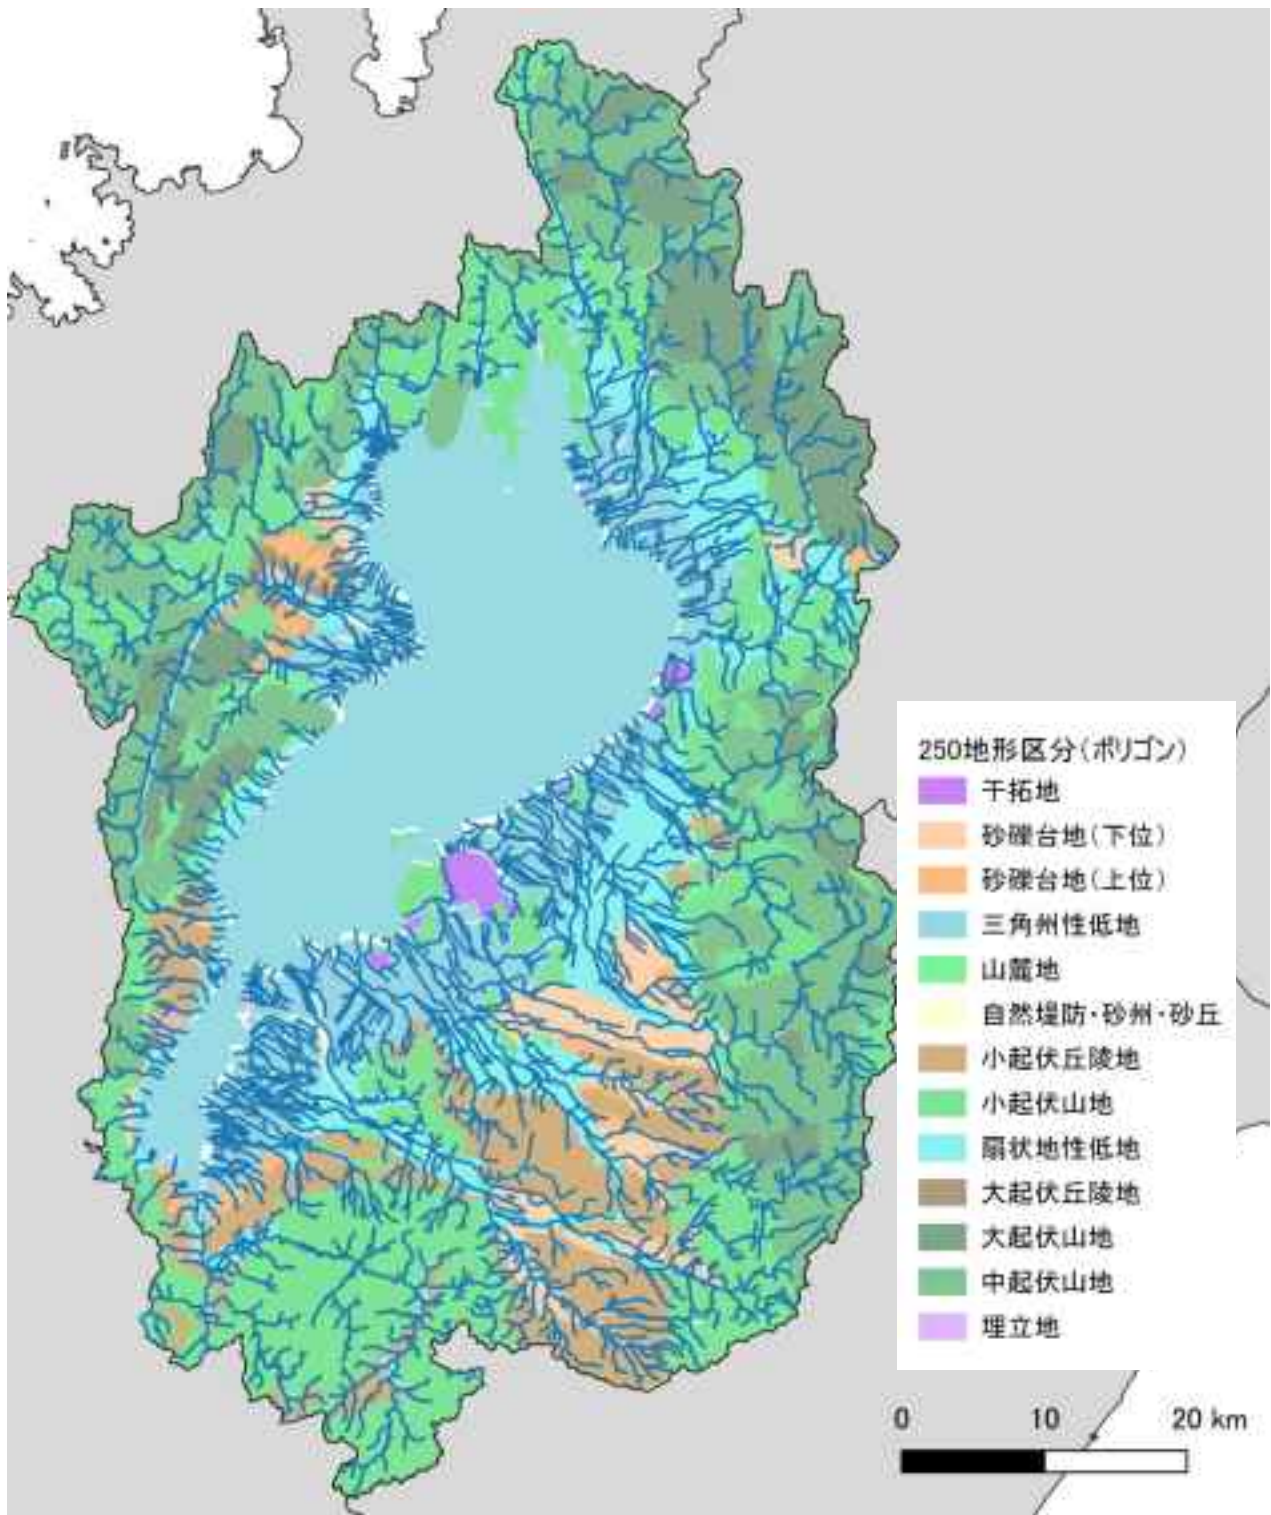 250地形区分(ポリゴン)
干拓地
砂礫台地(下位)
砂礫台地(上位)
三角州性低地
山麓地
自然堤防・砂州・砂丘
小起伏丘陵地
小起伏山地
扇状地性低地
大起伏丘陵地
大起伏山地
中起伏山地
埋立地
0 10 20 km